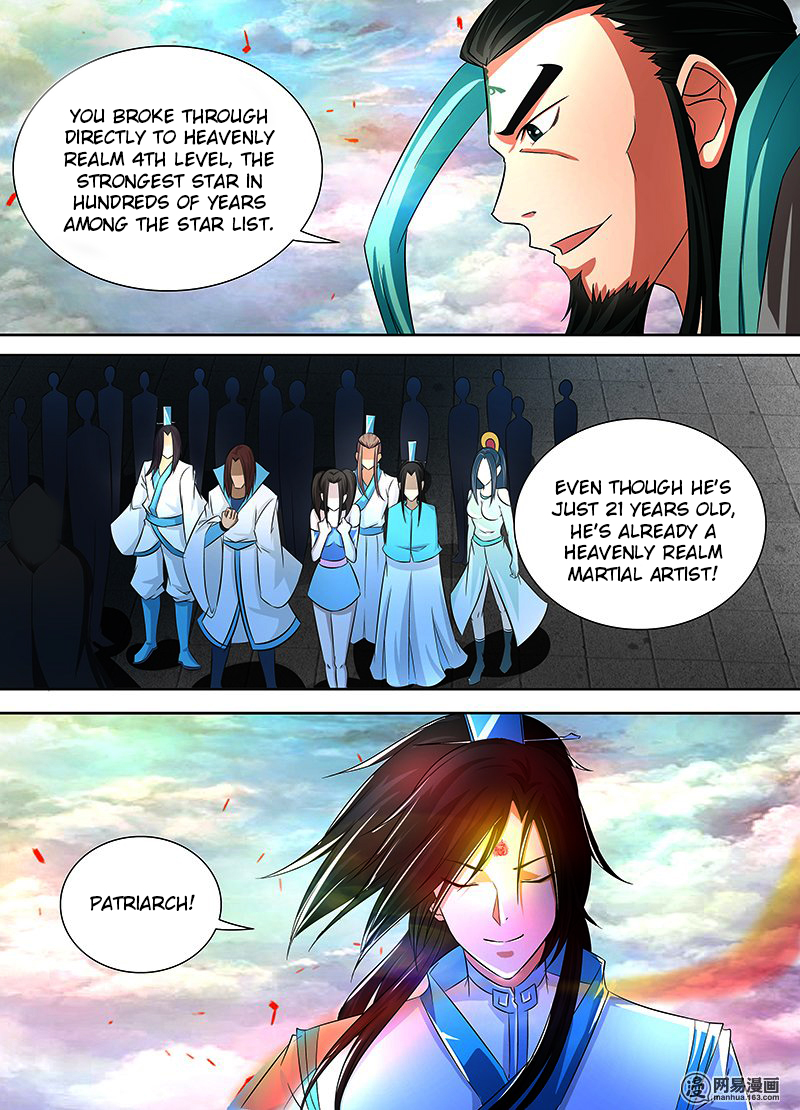 YOU BROKE THROUGH
DIRECTLY TO HEAVENLY
REALM 4TH LEVEL, THE
STRONGEST STAR IN
HUNDREDS OF YEARS
AMONG THE STAR LIST.
EVEN THOUGH HE'S
JUST 21 YEARS OLD,
HE'S ALREADY A
HEAVENLY REALM
MARTIAL ARTIST!
PATRIARCH!
漫 网易漫画
manhua.163.com